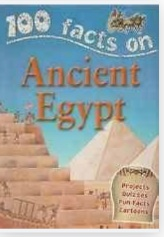 100 facts on
Ancient
Egypt
Projects
Quizzes
Fun Facts
Cartoons